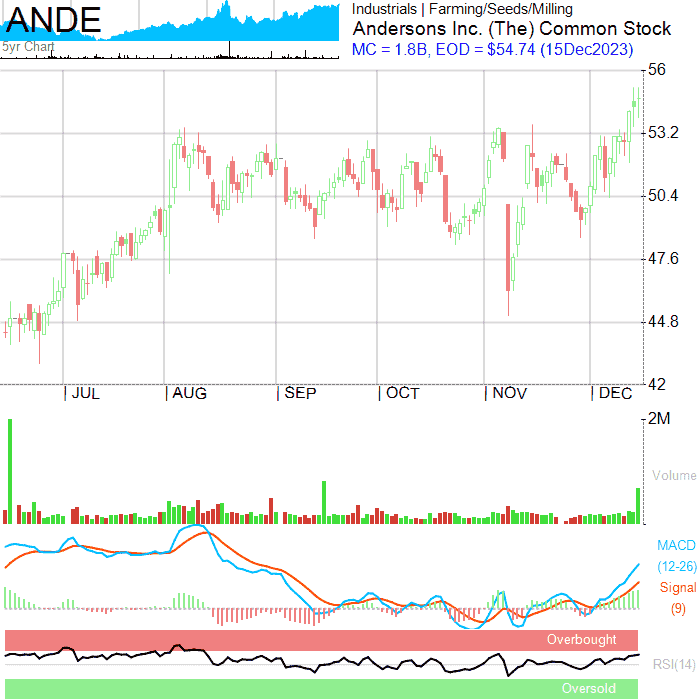 ANDE
5yr Chart
Industrials | Farming/Seeds/Milling
Andersons Inc. (The) Common Stock
MC = 1.8B, EOD = $54.74 (15Dec2023)
56
53.2
50.4
47.6
44.8
42
JUL
AUG
SEP
OCT
NOV
DEC
2M
Volume
MACD
(12-26)
Signal
(9)
Overbought
RSI(14)
Oversold